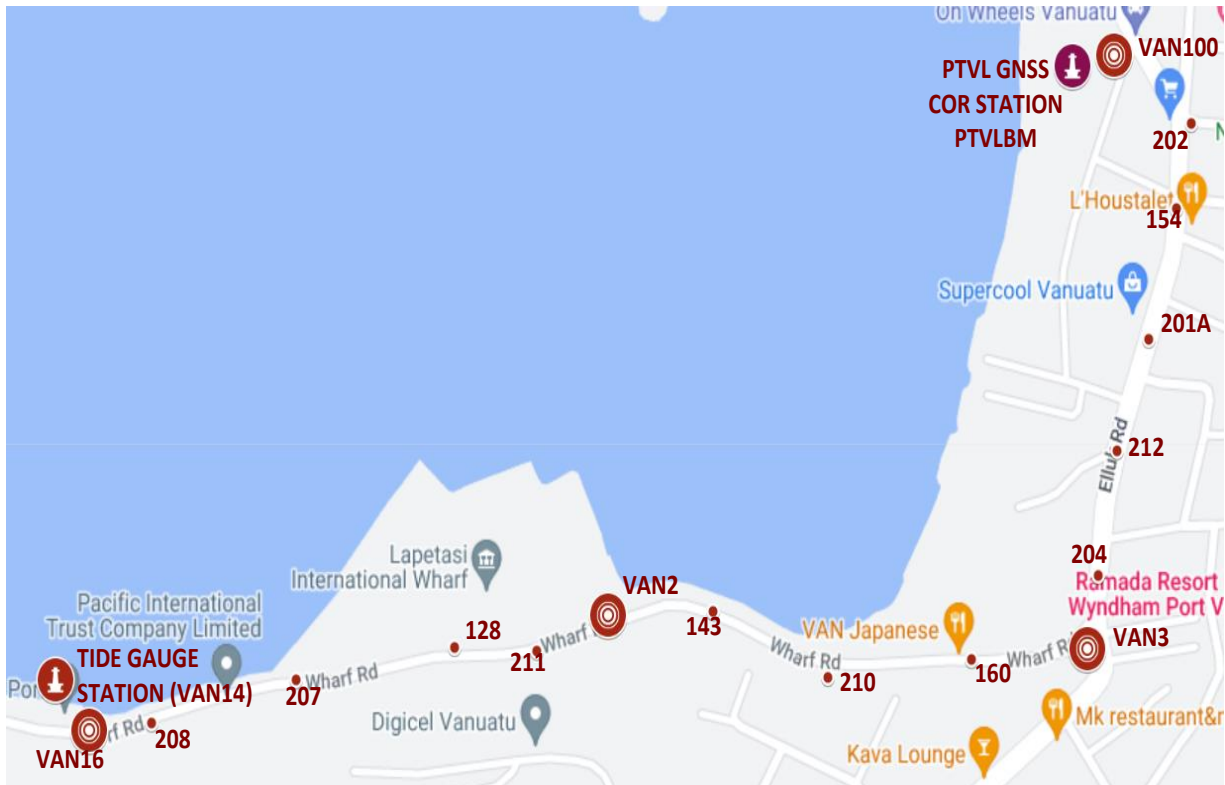 On Wheels Vanuatu
VAN100
PTVL GNSS
COR STATION
PTVLBM
202
N
L'Houstalet
154
Supercool Vanuatu
201A
212
Ellul Rd
204
Ramada Resort
Wyndham Port V
VAN3
VAN2
Lapetasi
International Wharf
128
211
Wharf
143
VAN Japanese
Wharf Rd
210
160
Wharf Rd
Pacific International
Trust Company Limited
TIDE GAUGE
STATION (VAN14)
Por
207
Wharf Rd
208
rf Rd
VAN16
Digicel Vanuatu
Kava Lounge
Mk restaurant&